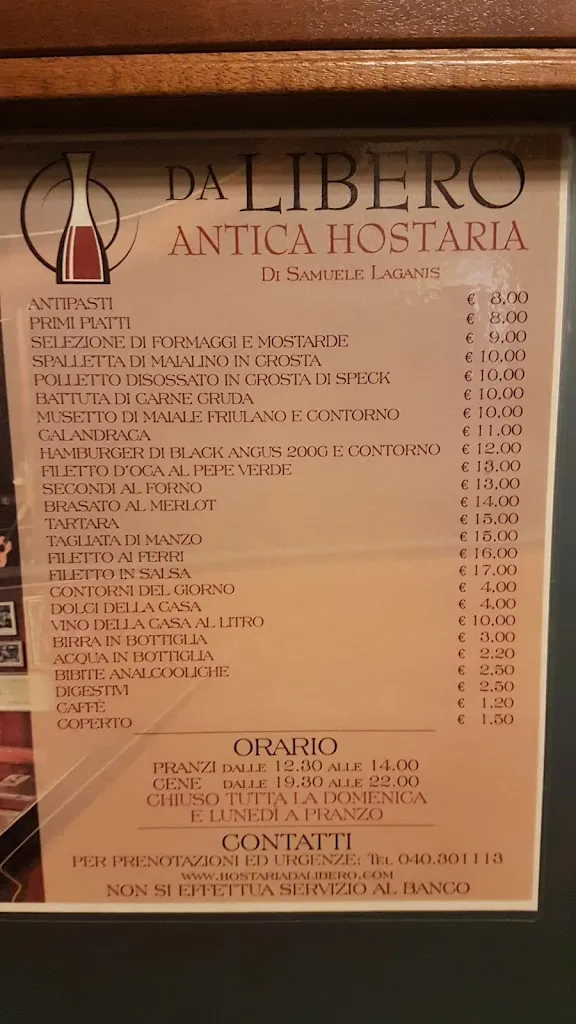 DA LIBERO
ANTICA HOSTARIA
DI SAMUELE LAGANIS
ANTIPASTI € 8,00
PRIMI PIATTI € 8,00
SELEZIONE DI FORMAGGI E MOSTARDE € 9,00
SPALLETTA DI MAIALINO IN CROSTA € 10,00
POLLETTO DISOSSATO IN CROSTA DI SPECK € 10,00
BATTUTA DI CARNE CRUDA € 10,00
MUSETTO DI MAIALE FRIULANO E CONTORNO € 10,00
CALANDRACA € 11,00
HAMBURGER DI BLACK ANGUS 200G E CONTORNO € 12,00
FILETTO D'OCA AL PEPE VERDE € 13,00
SECONDI AL FORNO € 13,00
BRASATO AL MERLOT € 14,00
TARTARA € 15,00
TAGLIATA DI MANZO € 15,00
FILETTO AI FERRI € 16,00
FILETTO IN SALSA € 17,00
CONTORNI DEL GIORNO € 4,00
DOLCI DELLA CASA € 4,00
VINO DELLA CASA AL LITRO € 10,00
BIRRA IN BOTTIGLIA € 3,00
ACQUA IN BOTTIGLIA € 2,20
BIBITE ANALCOOLICHE € 2,50
DIGESTIVI € 2,50
CAFFÈ € 1,20
COPERTO € 1,50
ORARIO
PRANZI DALLE 12.30 ALLE 14.00
CENE DALLE 19.30 ALLE 22.00
CHIUSO TUTTA LA DOMENICA
E LUNEDÌ A PRANZO
CONTATTI
PER PRENOTAZIONI ED URGENZE: TEL 040.301113
WWW.HOSTARIADALIBERO.COM
NON SI EFFETTUA SERVIZIO AL BANCO